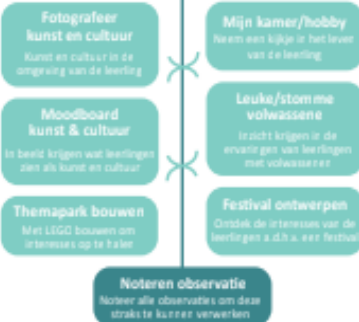 Fotografeer
kunst en cultuur
Kunst en cultuur in de
omgeving van de leerling
Mijn kamer/hobby
Neem een kijkje in het leven
van de leerling
Moodboard
kunst & cultuur
In beeld krijgen wat leerlingen
zien als kunst en cultuur
Leuke/stomme
volwassene
Inzicht krijgen in de
ervaringen van leerlingen
met volwassenen
Themapark bouwen
Met LEGO bouwen om
interesses op te halen
Festival ontwerpen
Ontdek de interesses van de
leerlingen a.d.h.v. een festival
Noteren observatie
Noteer alle observaties om deze
straks te kunnen verwerken